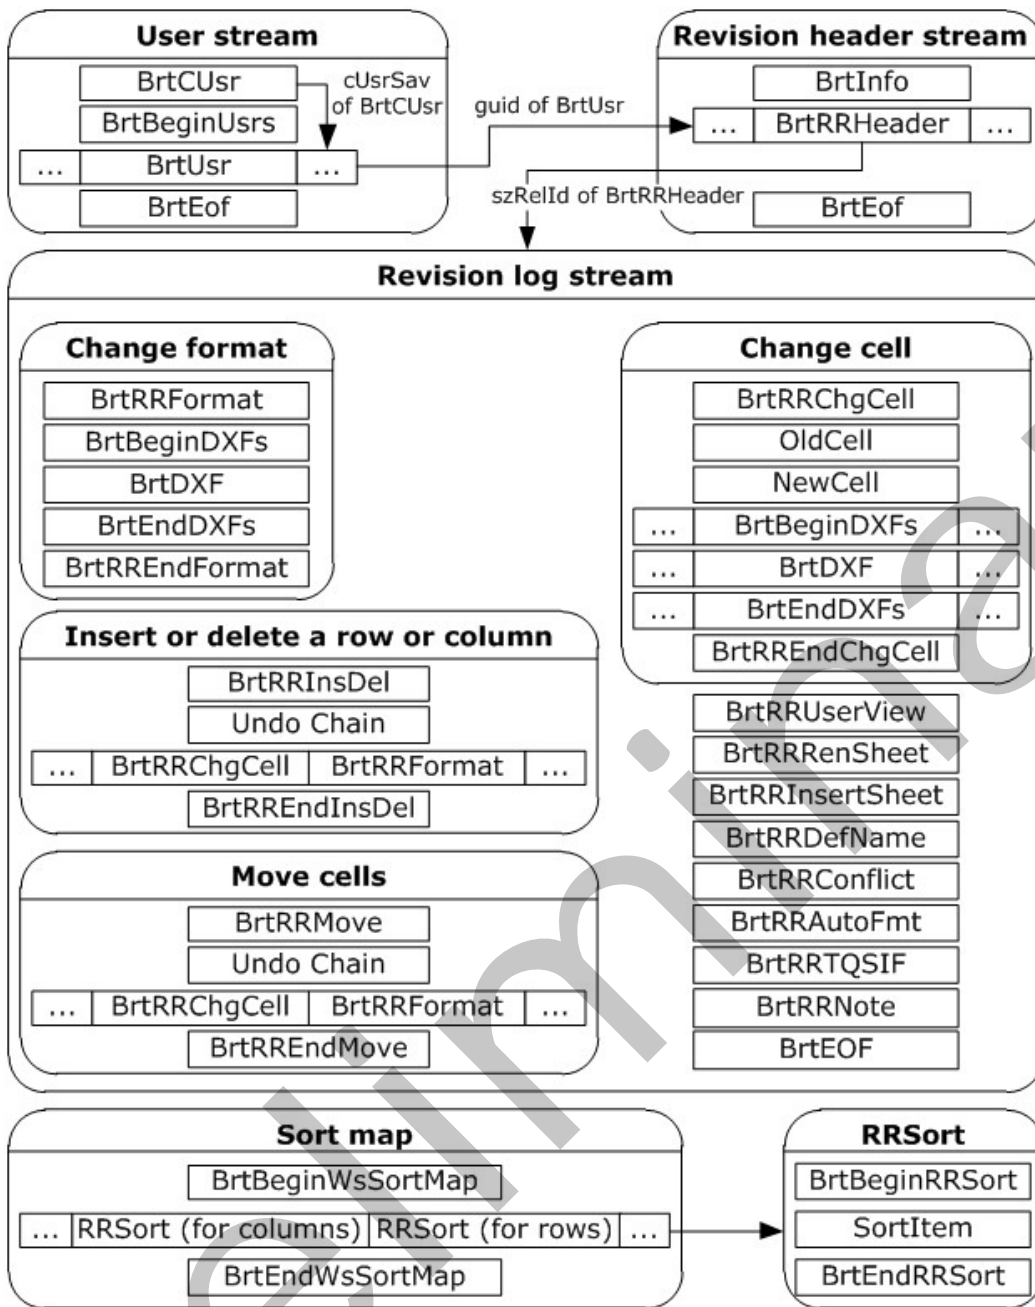 User stream
BrtCUsr
BrtBeginUsrs
... BrtUsr ...
BrtEof
cUsrSav
of BrtCUsr
guid of BrtUsr
Revision header stream
BrtInfo
... BrtRRHeader ...
BrtEof
szRelId of BrtRRHeader
Revision log stream
Change format
BrtRRFormat
BrtBeginDXFs
BrtDXF
BrtEndDXFs
BrtRREndFormat
Change cell
BrtRRChgCell
OldCell
NewCell
... BrtBeginDXFs ...
... BrtDXF ...
... BrtEndDXFs ...
BrtRREndChgCell
Insert or delete a row or column
BrtRRInsDel
Undo Chain
... BrtRRChgCell BrtRRFormat ...
BrtRREndInsDel
Move cells
BrtRRMove
Undo Chain
... BrtRRChgCell BrtRRFormat ...
BrtRREndMove
BrtRRUserView
BrtRRRenSheet
BrtRRInsertSheet
BrtRRDefName
BrtRRConflict
BrtRRAutoFmt
BrtRRTQSIF
BrtRRNote
BrtEOF
Sort map
BrtBeginWsSortMap
... RRSort (for columns) RRSort (for rows) ...
BrtEndWsSortMap
RRSort
BrtBeginRRSort
SortItem
BrtEndRRSort